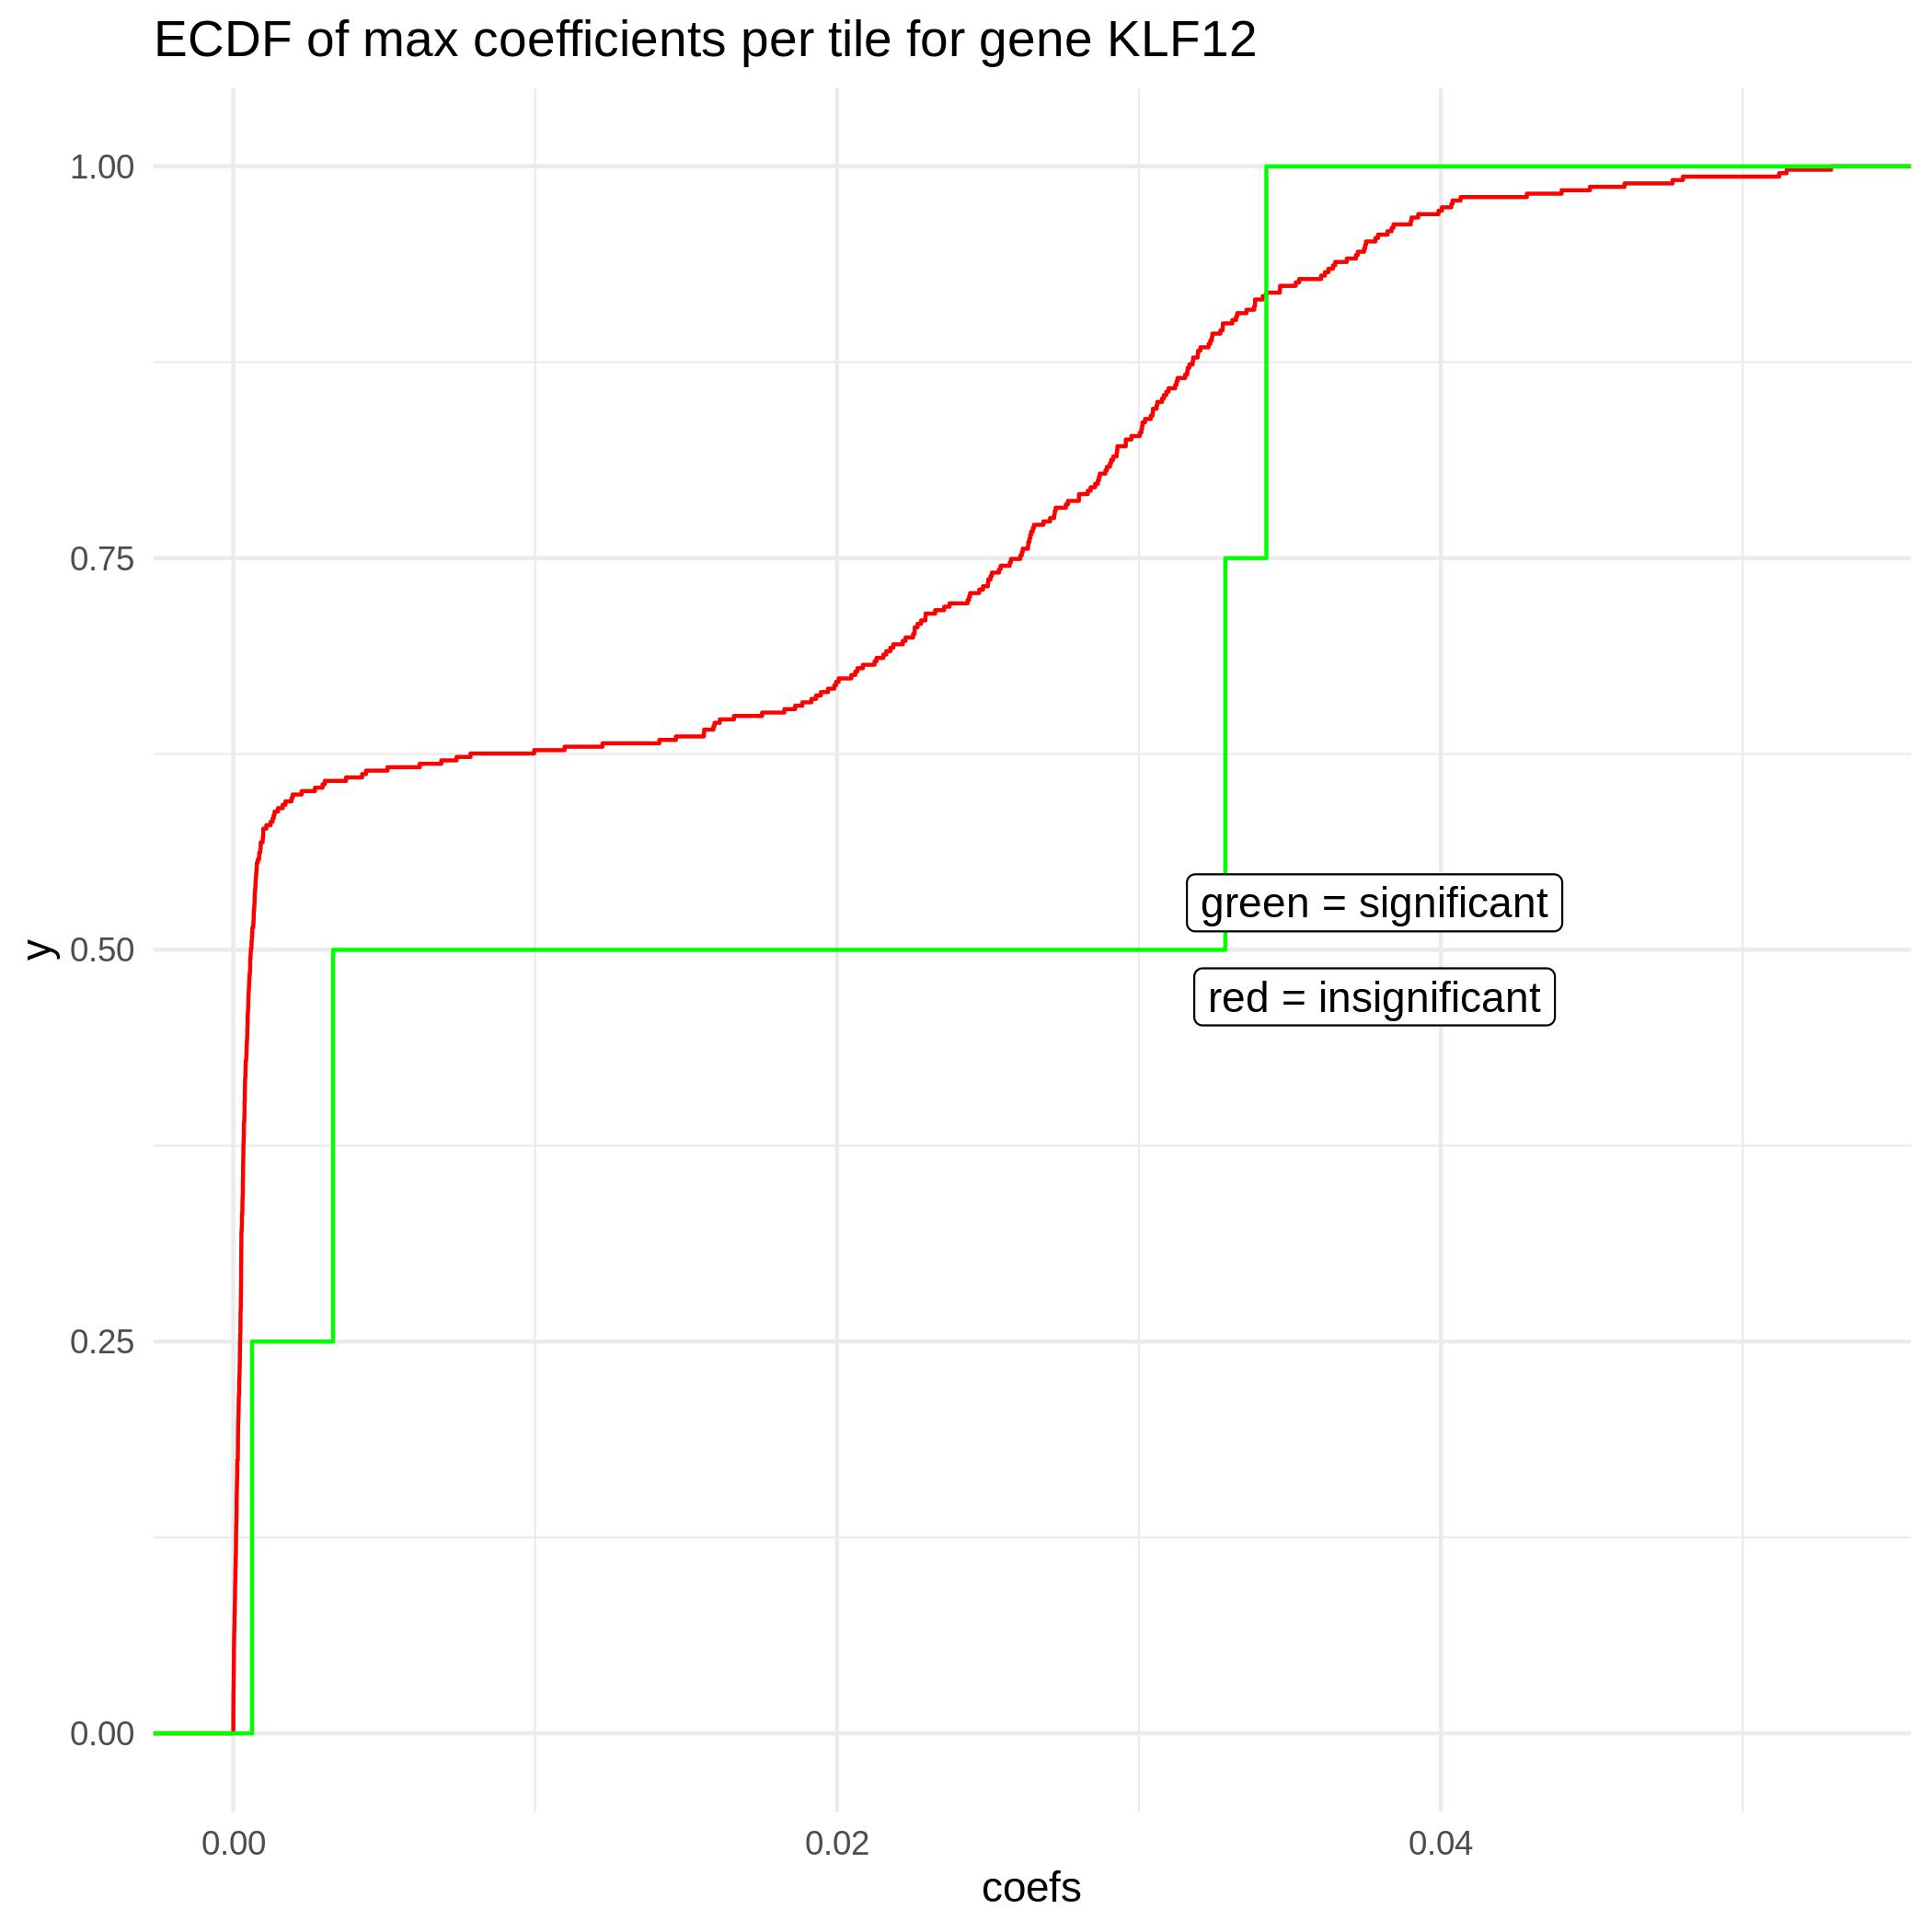 ECDF of max coefficients per tile for gene KLF12
1.00
0.75
0.50
0.25
0.00
y
green = significant
red = insignificant
0.00 0.02 0.04
coefs